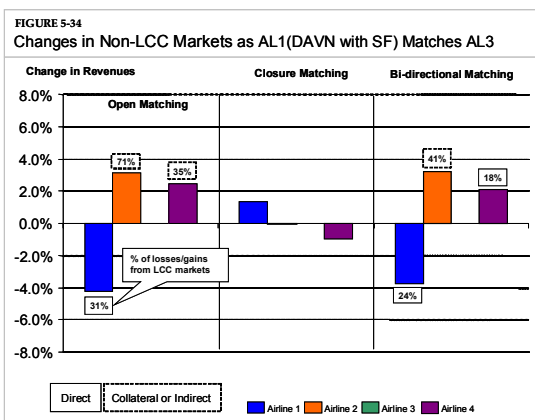 FIGURE 5-34
Changes in Non-LCC Markets as AL1(DAVN with SF) Matches AL3
Change in Revenues
Closure Matching
Bi-directional Matching
8.0%
Open Matching
6.0%
4.0%
71%
41%
35%
18%
2.0%
0.0%
% of losses/gains
from LCC markets
-2.0%
-4.0%
31%
24%
-6.0%
-8.0%
Direct
Collateral or Indirect
Airline 1
Airline 2
Airline 3
Airline 4